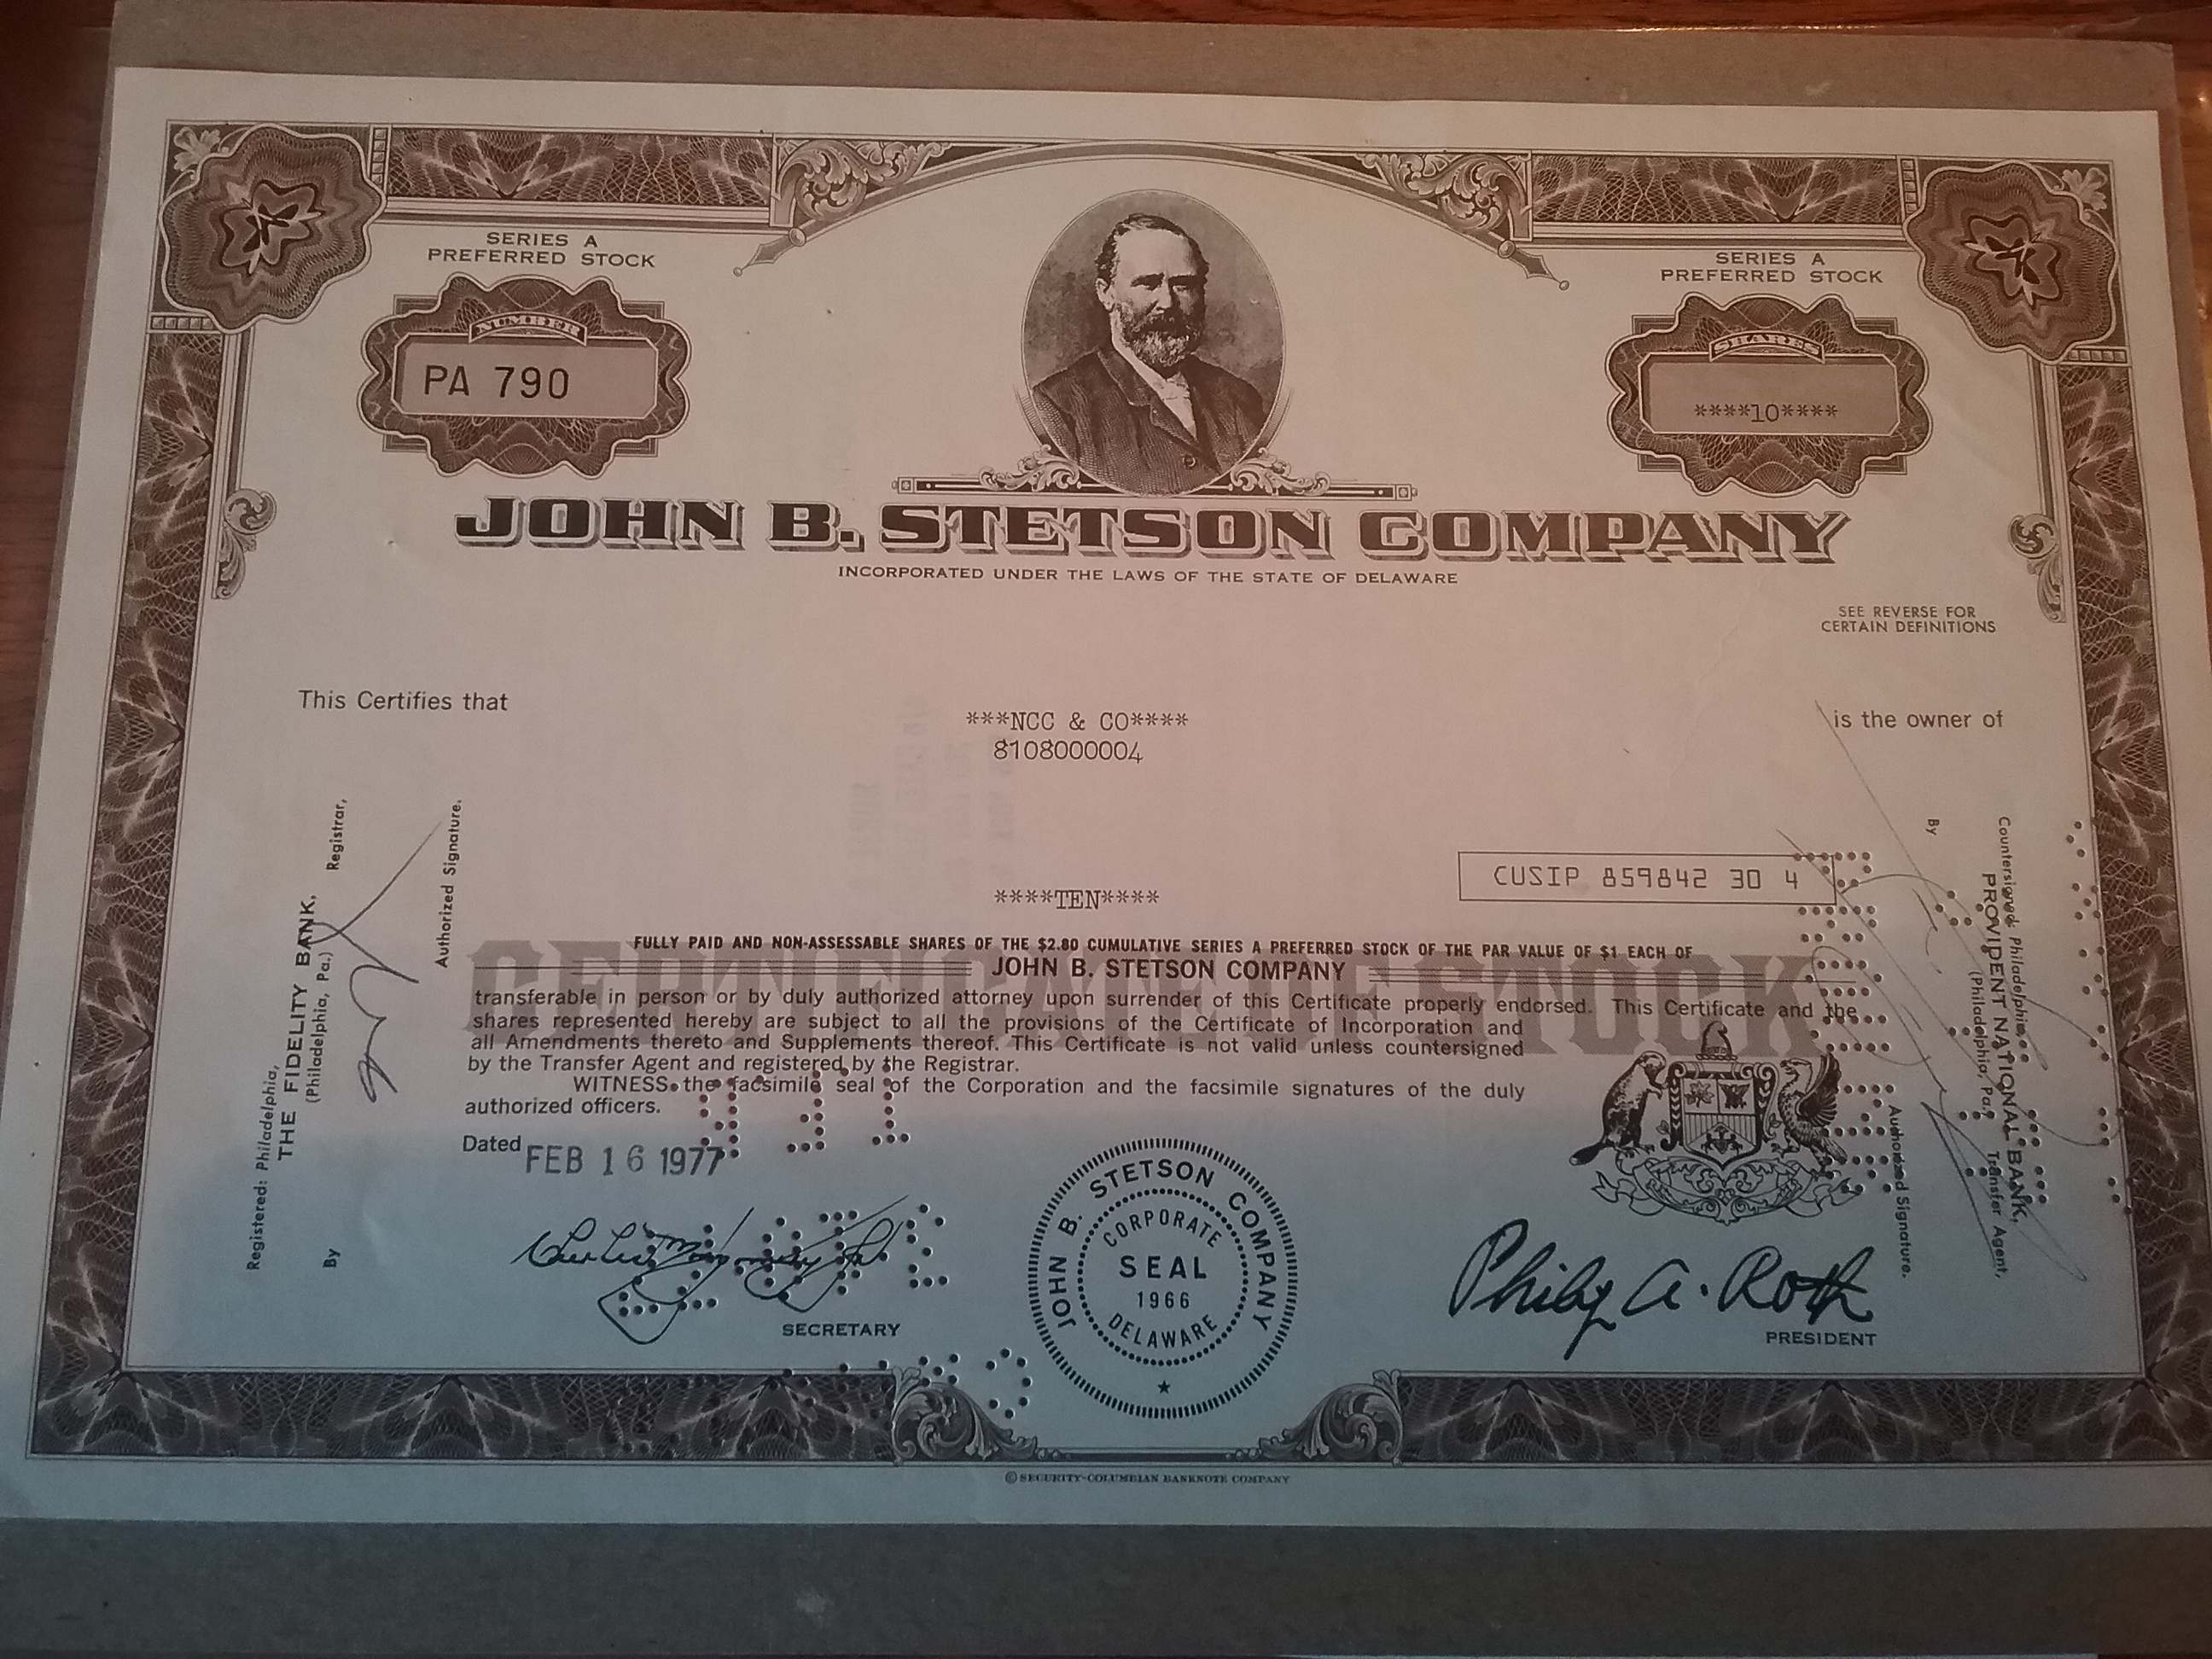 SERIES A
PREFERRED STOCK
NUMBER
PA 790
SERIES A
PREFERRED STOCK
SHARES
****10****
JOHN B. STETSON COMPANY
INCORPORATED UNDER THE LAWS OF THE STATE OF DELAWARE
SEE REVERSE FOR
CERTAIN DEFINITIONS
This Certifies that
***NCC & CO****
8108000004
is the owner of
CUSIP 859842 30 4
****TEN****
CERTIFICATE OF STOCK
FULLY PAID AND NON-ASSESSABLE SHARES OF THE $2.80 CUMULATIVE SERIES A PREFERRED STOCK OF THE PAR VALUE OF $1 EACH OF
JOHN B. STETSON COMPANY
transferable in person or by duly authorized attorney upon surrender of this Certificate properly endorsed. This Certificate and the
shares represented hereby are subject to all the provisions of the Certificate of Incorporation and
all Amendments thereto and Supplements thereof. This Certificate is not valid unless countersigned
by the Transfer Agent and registered by the Registrar.
WITNESS the facsimile seal of the Corporation and the facsimile signatures of the duly
authorized officers.
Dated FEB 16 1977
SECRETARY
JOHN B. STETSON COMPANY
CORPORATE
SEAL
1966
DELAWARE
Philip A. Roth
PRESIDENT
Registered: Philadelphia,
THE FIDELITY BANK,
(Philadelphia, Pa.)
Registrar,
By
Authorized Signature.
Countersigned: Philadelphia,
PROVIDENT NATIONAL BANK,
(Philadelphia, Pa.)
Transfer Agent,
By
Authorized Signature.
© SECURITY-COLUMBIAN BANKNOTE COMPANY